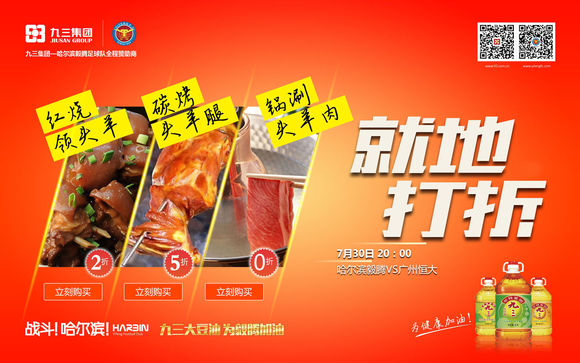 九三集团
JIUSAN GROUP
九三集团—哈尔滨毅腾足球队全程赞助商
红烧
领头羊
碳烤
头羊腿
锅涮
头羊肉
2折
5折
0折
立刻购买
立刻购买
立刻购买
就地
打折
7月30日 20：00
哈尔滨毅腾VS广州恒大
为健康加油！
战斗！哈尔滨！
HARBIN
九三大豆油 为毅腾加油